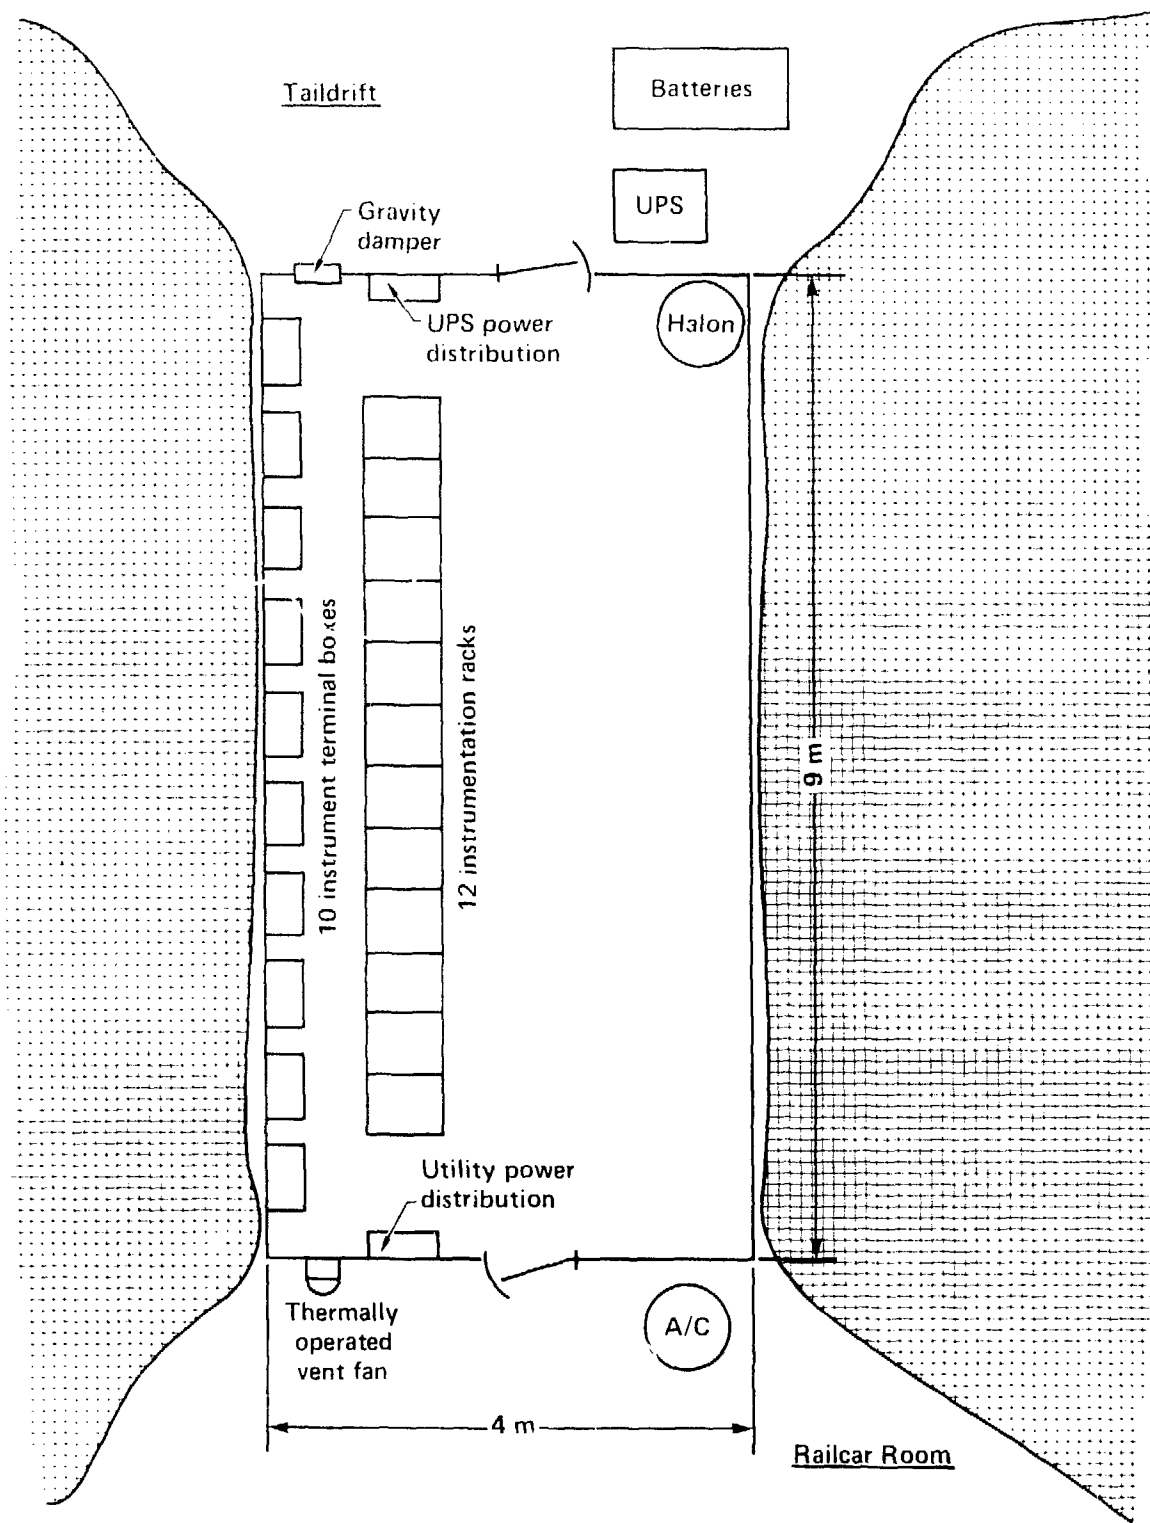 Taildrift
Batteries
UPS
Gravity
damper
UPS power
distribution
Halon
10 instrument terminal boxes
12 instrumentation racks
9 m
Utility power
distribution
Thermally
operated
vent fan
A/C
4 m
Railcar Room